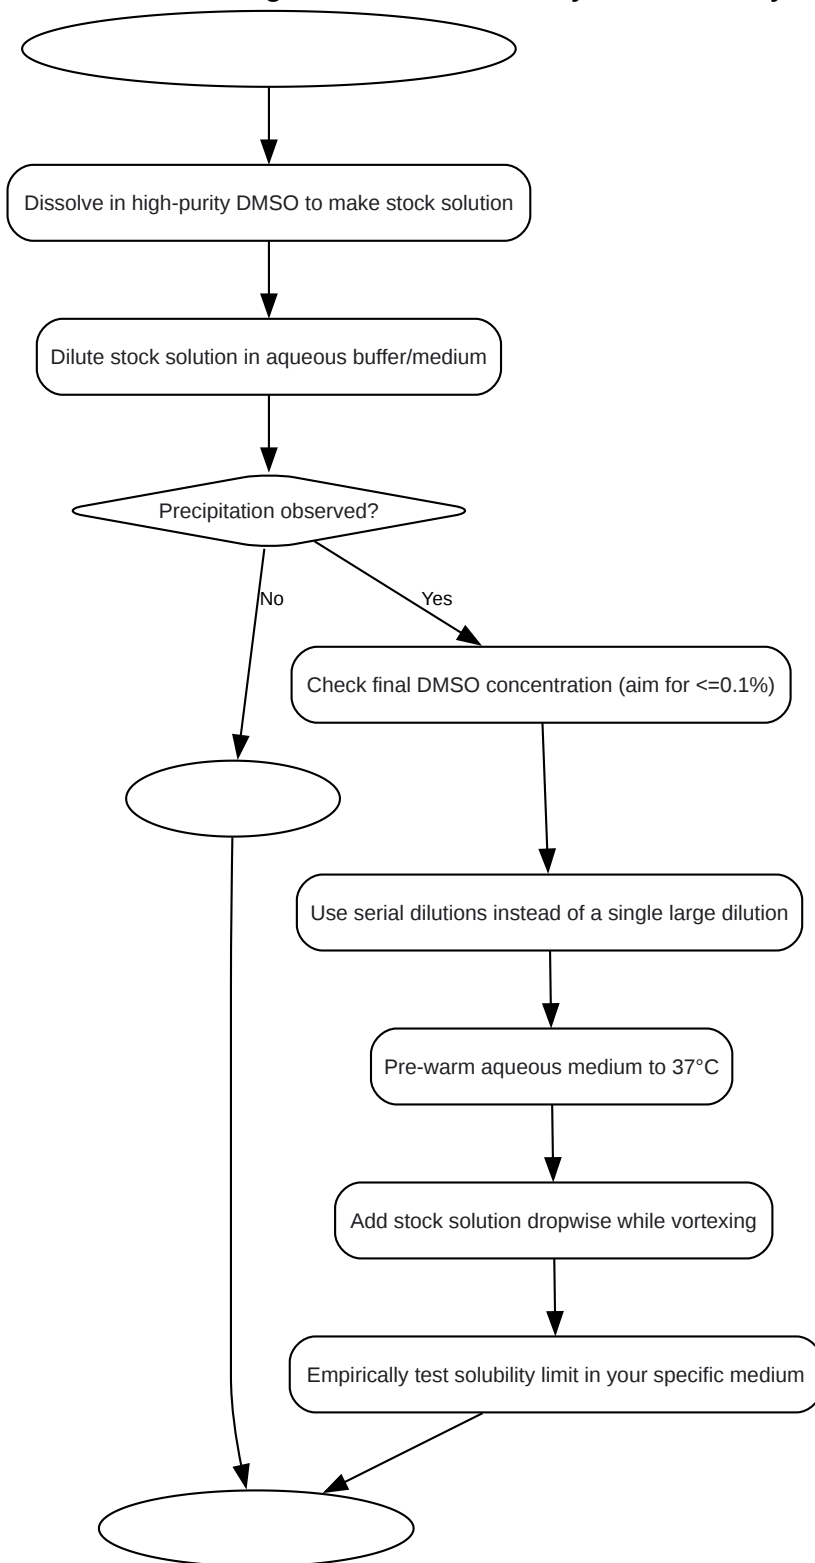 Dissolve in high-purity DMSO to make stock solution
Dilute stock solution in aqueous buffer/medium
Precipitation observed?
No
Yes
Check final DMSO concentration (aim for <=0.1%)
Use serial dilutions instead of a single large dilution
Pre-warm aqueous medium to 37°C
Add stock solution dropwise while vortexing
Empirically test solubility limit in your specific medium